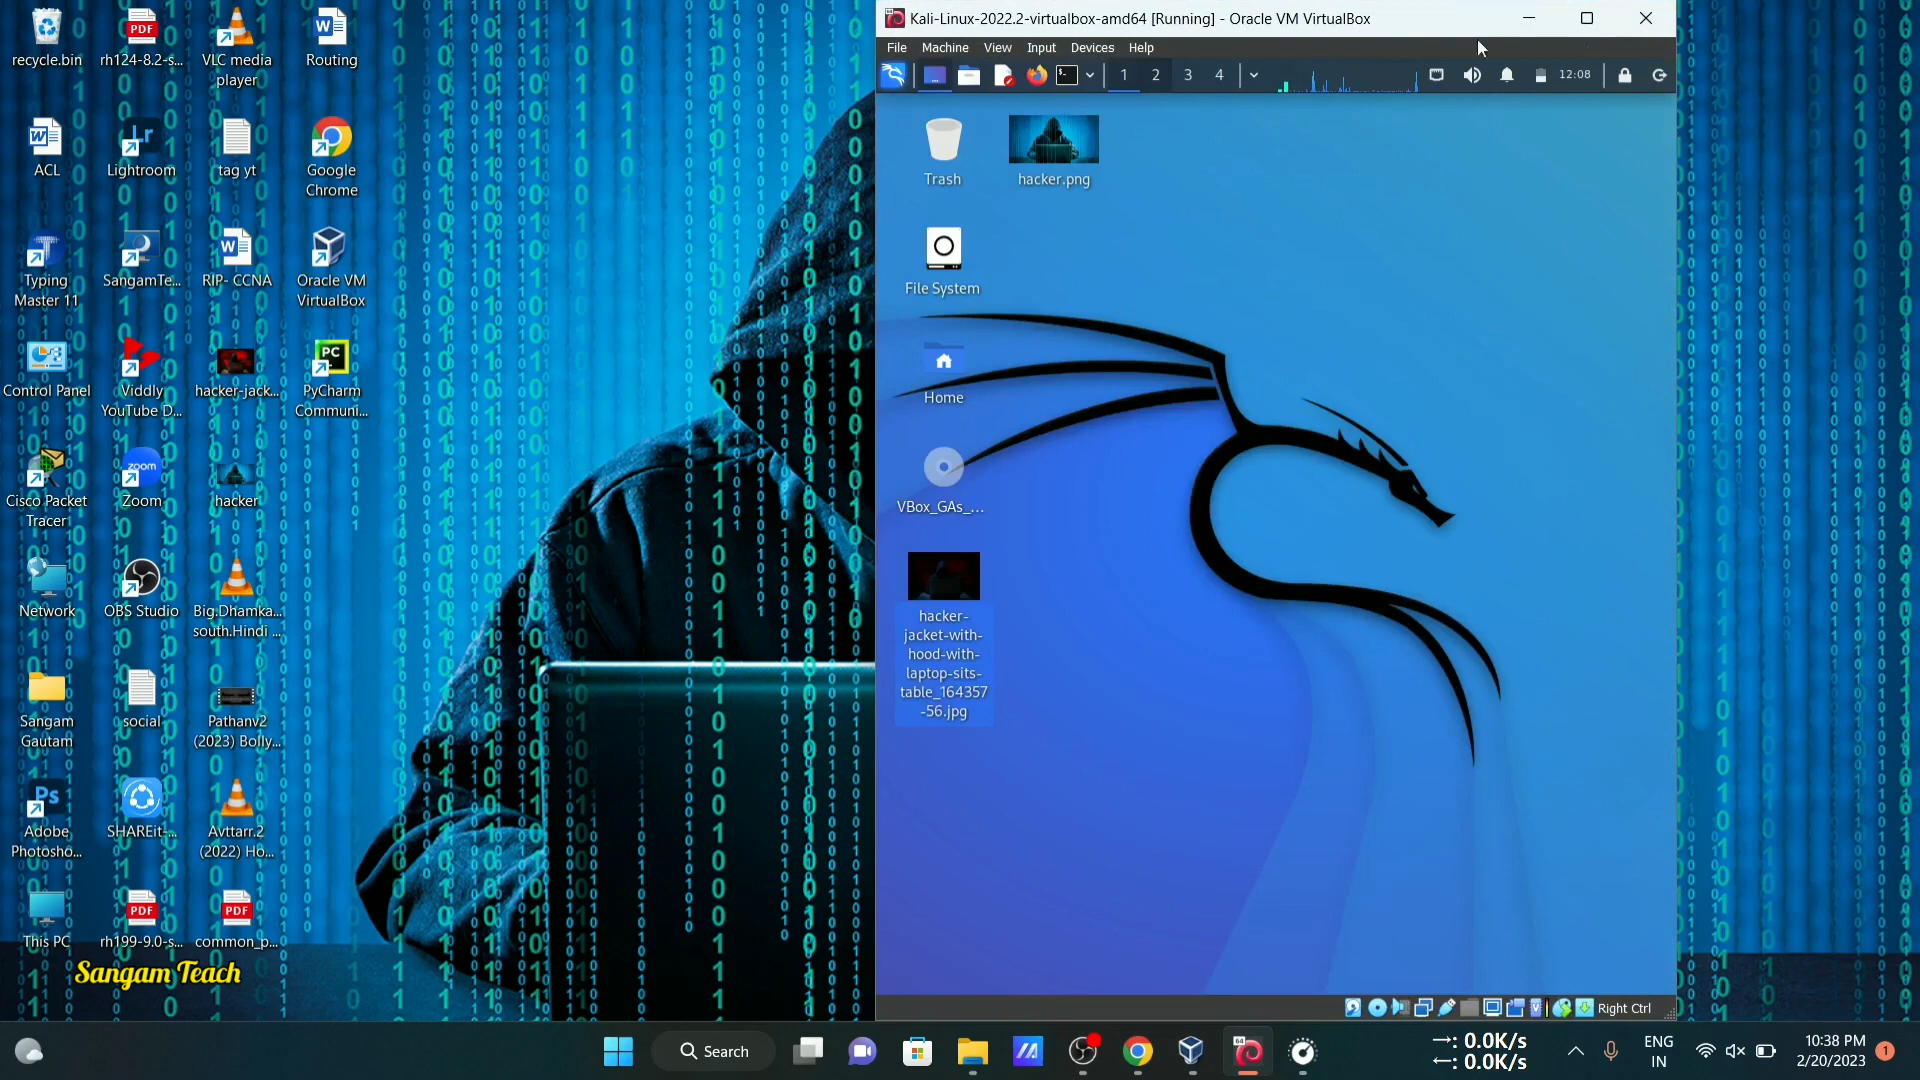 Kali-Linux-2022.2-virtualbox-amd64 [Running] - Oracle VM VirtualBox
File Machine View Input Devices Help
1 2 3 4 12:08
recycle.bin
rh124-8.2-s...
VLC media
player
Routing
ACL
Lightroom
tag yt
Google
Chrome
Typing
Master 11
SangamTe...
RIP- CCNA
Oracle VM
VirtualBox
Control Panel
Viddly
YouTube D...
hacker-jack...
PyCharm
Communi...
Cisco Packet
Tracer
Zoom
hacker
Network
OBS Studio
Big.Dhamka...
south.Hindi ...
Sangam
Gautam
social
Pathanv2
(2023) Bolly...
Adobe
Photosho...
SHAREit-...
Avttarr.2
(2022) Ho...
This PC
rh199-9.0-s...
common_p...
Sangam Teach
Trash
hacker.png
File System
Home
VBox_GAs_...
hacker-
jacket-with-
hood-with-
laptop-sits-
table_164357
-56.jpg
Right Ctrl
Search
0.0K/s
0.0K/s
ENG
IN
10:38 PM
2/20/2023
1